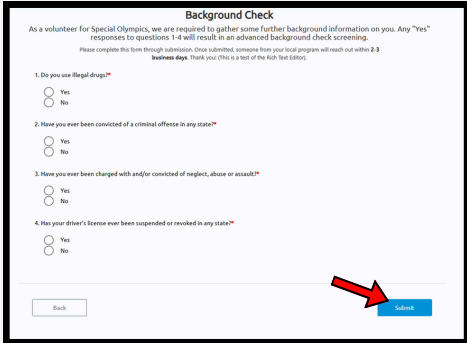 Background Check
As a volunteer for Special Olympics, we are required to gather some further background information on you. Any "Yes"
responses to questions 1-4 will result in an advanced background check screening.
Please complete this form through submission. Once submitted, someone from your local program will reach out within 2-3
business days. Thank you! (This is a test of the Rich Text Editor).
1. Do you use illegal drugs?*
Yes
No
2. Have you ever been convicted of a criminal offense in any state?*
Yes
No
3. Have you ever been charged with and/or convicted of neglect, abuse or assault?*
Yes
No
4. Has your driver's license ever been suspended or revoked in any state?*
Yes
No
Back
Submit